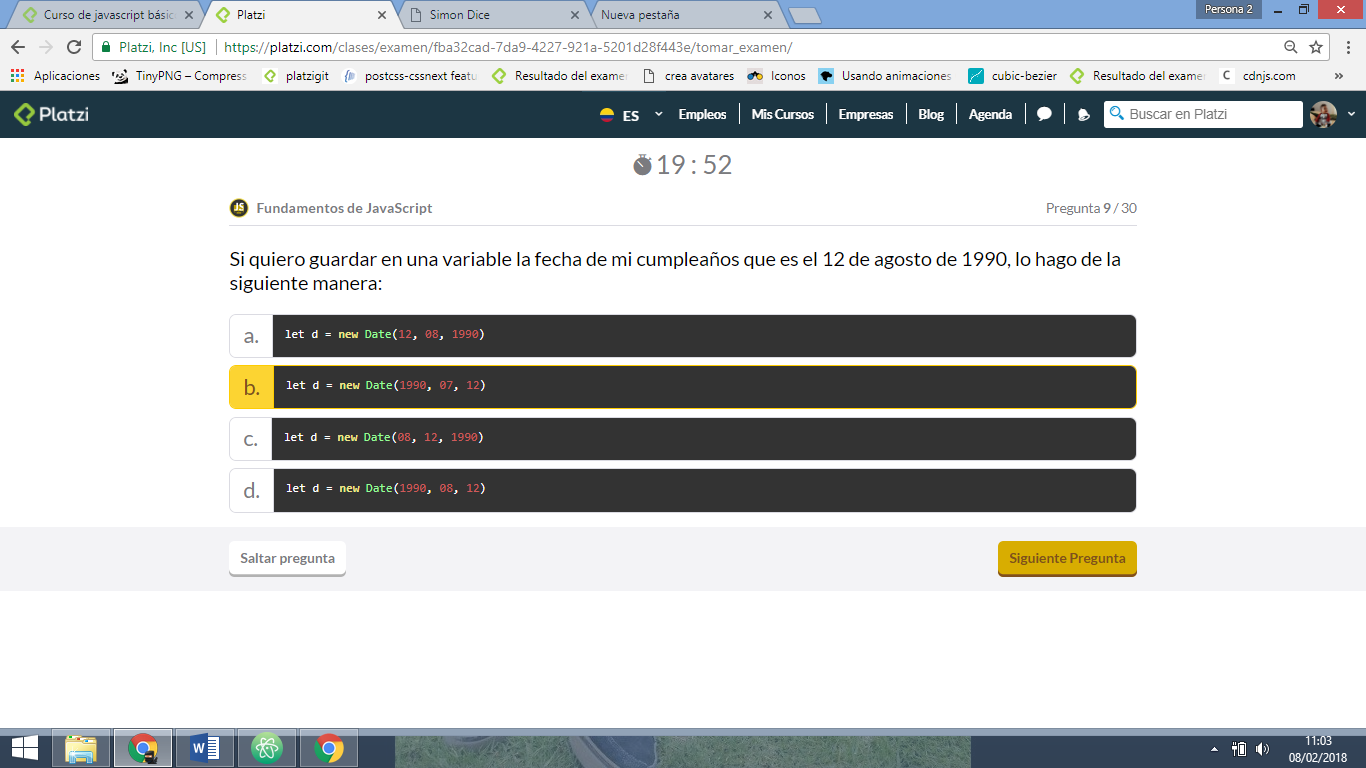 Curso de javascript básic
Platzi
Simon Dice
Nueva pestaña
Persona 2
Platzi, Inc [US]
https://platzi.com/clases/examen/fba32cad-7da9-4227-921a-5201d28f443e/tomar_examen/
Aplicaciones
TinyPNG – Compress
platzigit
postcss-cssnext featu
Resultado del exame
crea avatares
Iconos
Usando animaciones
cubic-bezier
Resultado del exame
C
cdnjs.com
»
Platzi
ES
Empleos
Mis Cursos
Empresas
Blog
Agenda
Buscar en Platzi
19 : 52
JS
Fundamentos de JavaScript
Pregunta 9 / 30
Si quiero guardar en una variable la fecha de mi cumpleaños que es el 12 de agosto de 1990, lo hago de la
siguiente manera:
a. let d = new Date(12, 08, 1990)
b. let d = new Date(1990, 07, 12)
c. let d = new Date(08, 12, 1990)
d. let d = new Date(1990, 08, 12)
Saltar pregunta
Siguiente Pregunta
11:03
08/02/2018